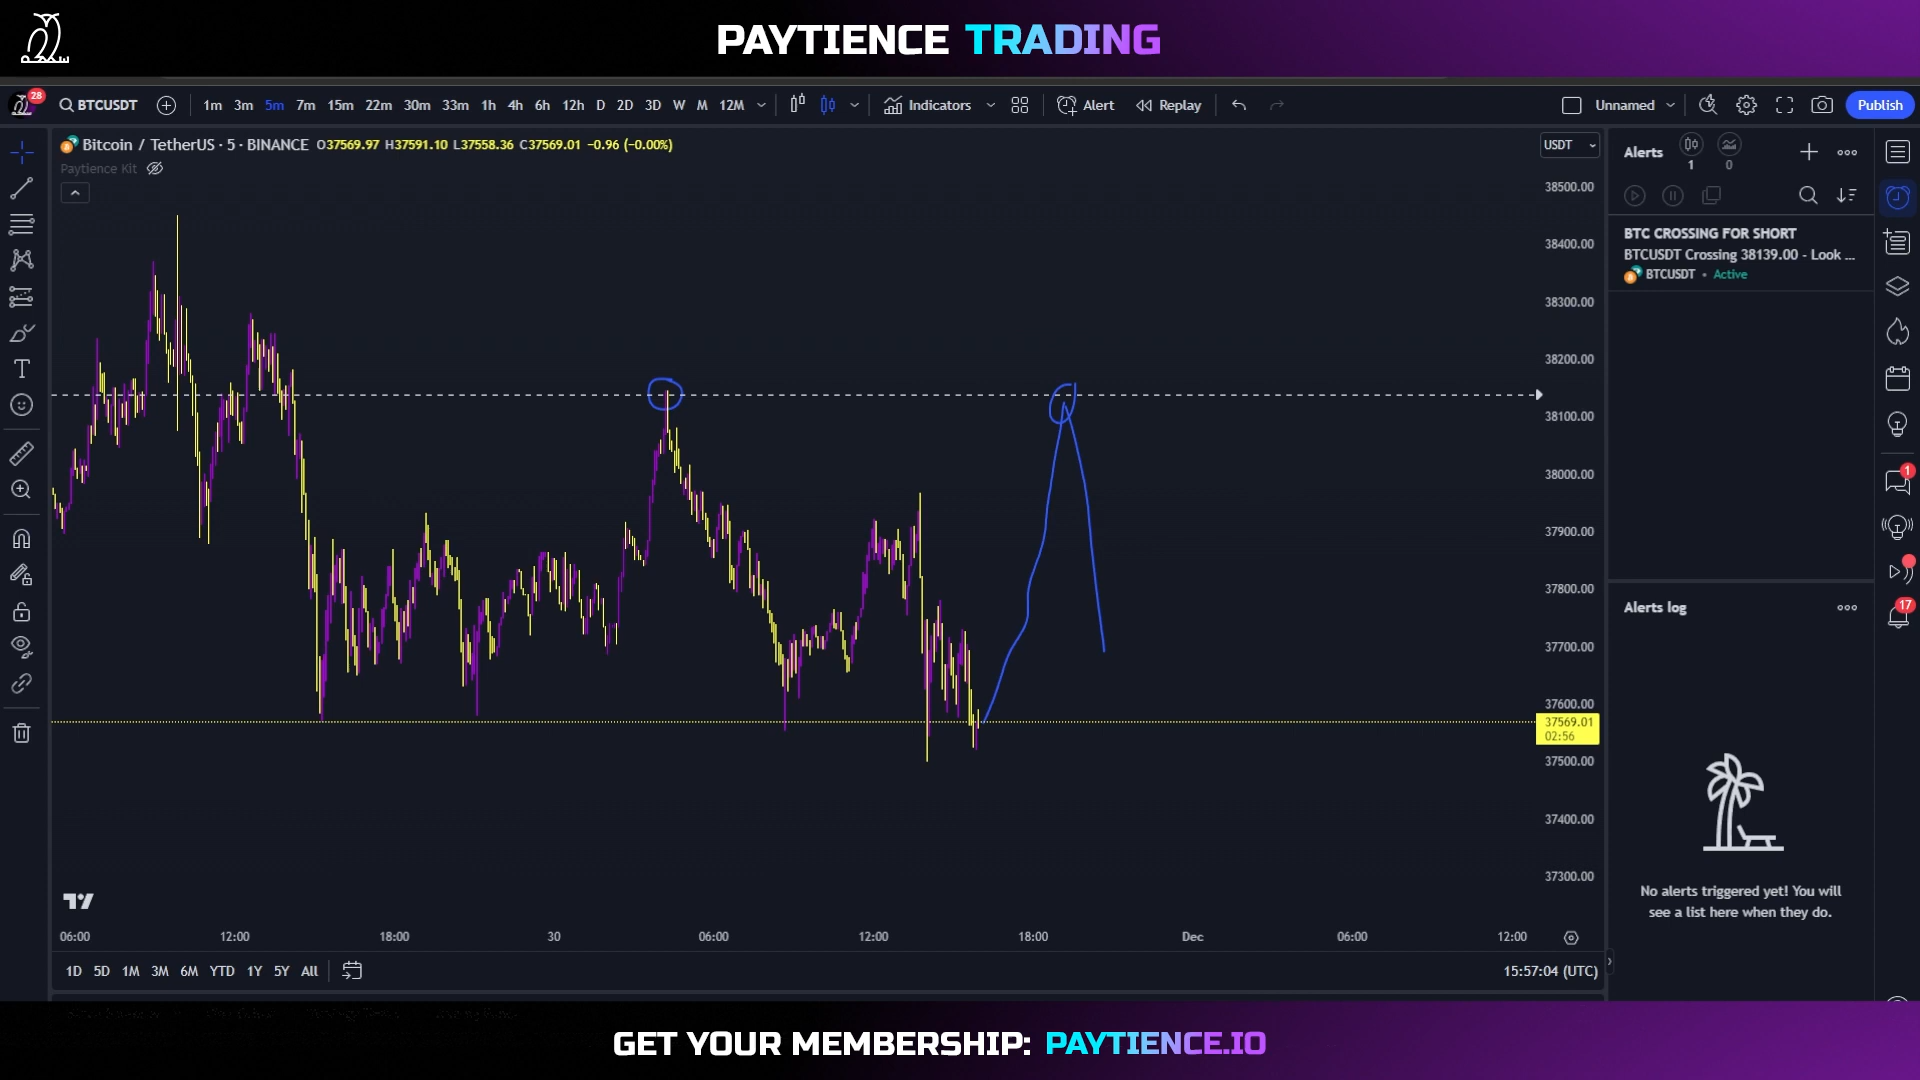 PAYTIENCE TRADING
28
BTCUSDT
1m 3m 5m 7m 15m 22m 30m 33m 1h 4h 6h 12h D 2D 3D W M 12M
Indicators
Alert
Replay
Unnamed
Publish
Bitcoin / TetherUS · 5 · BINANCE O37569.97 H37591.10 L37558.36 C37569.01 −0.96 (−0.00%)
Paytience Kit
USDT
38500.00
38400.00
38300.00
38200.00
38100.00
38000.00
37900.00
37800.00
37700.00
37600.00
37569.01
02:56
37500.00
37400.00
37300.00
06:00 12:00 18:00 30 06:00 12:00 18:00 Dec 06:00 12:00
1D 5D 1M 3M 6M YTD 1Y 5Y All
15:57:04 (UTC)
Alerts
1
0
BTC CROSSING FOR SHORT
BTCUSDT Crossing 38139.00 - Look ...
BTCUSDT • Active
Alerts log
No alerts triggered yet! You will
see a list here when they do.
1
17
GET YOUR MEMBERSHIP: PAYTIENCE.IO